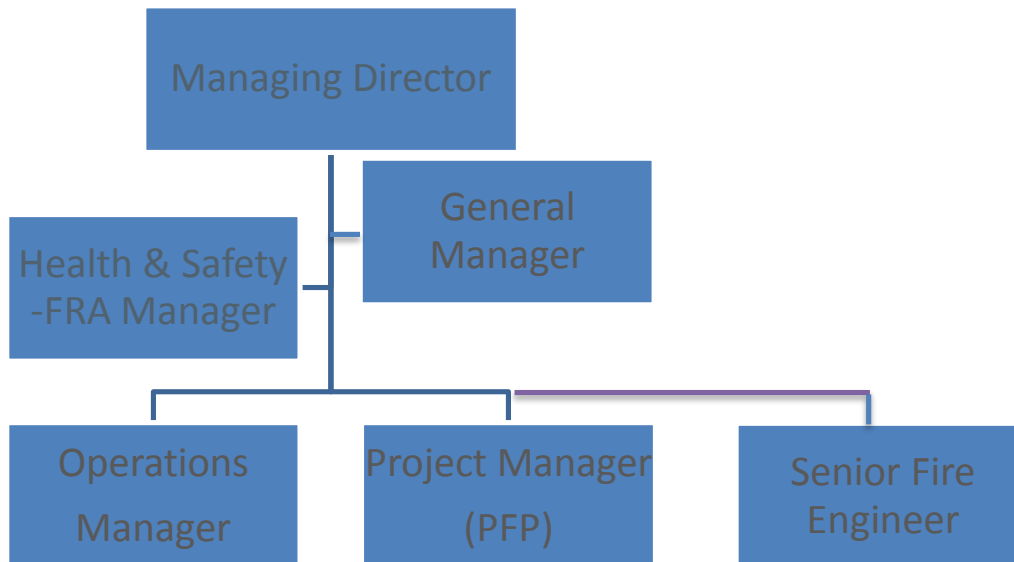 Managing Director
General
Manager
Health & Safety
-FRA Manager
Operations
Manager
Project Manager
(PFP)
Senior Fire
Engineer